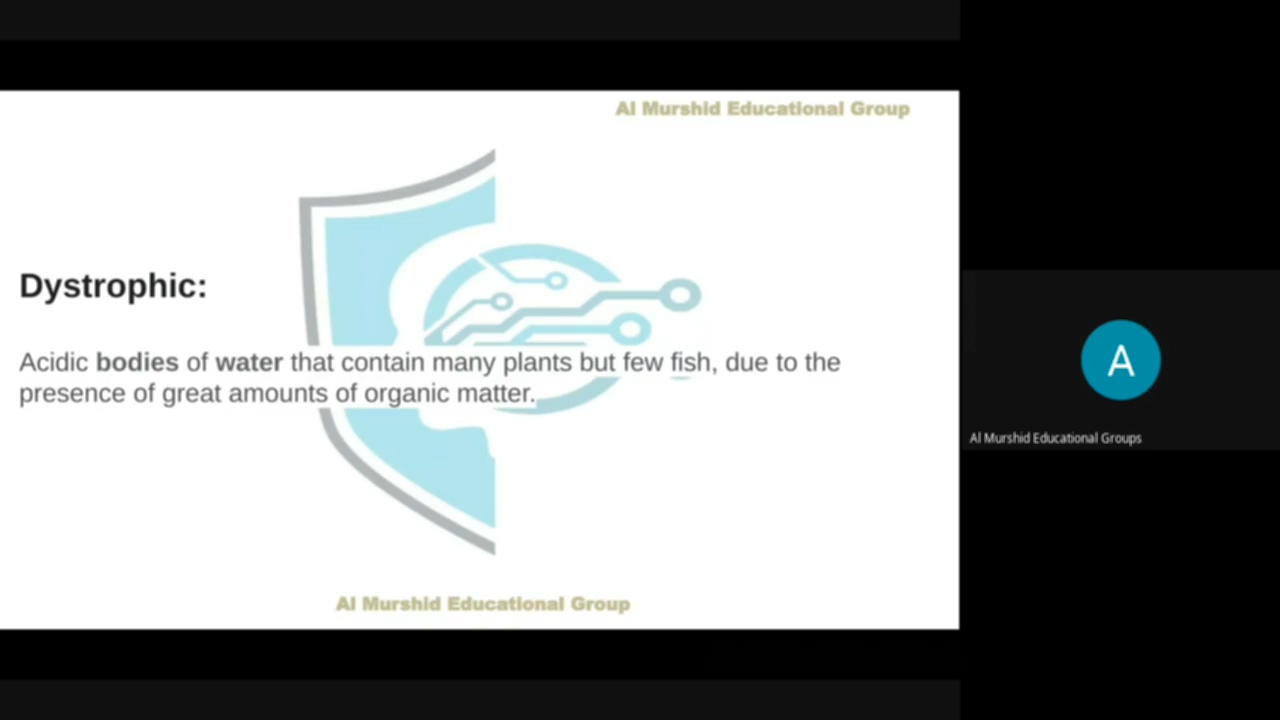 Al Murshid Educational Group
Dystrophic:
Acidic bodies of water that contain many plants but few fish, due to the
presence of great amounts of organic matter.
Al Murshid Educational Group
A
Al Murshid Educational Groups